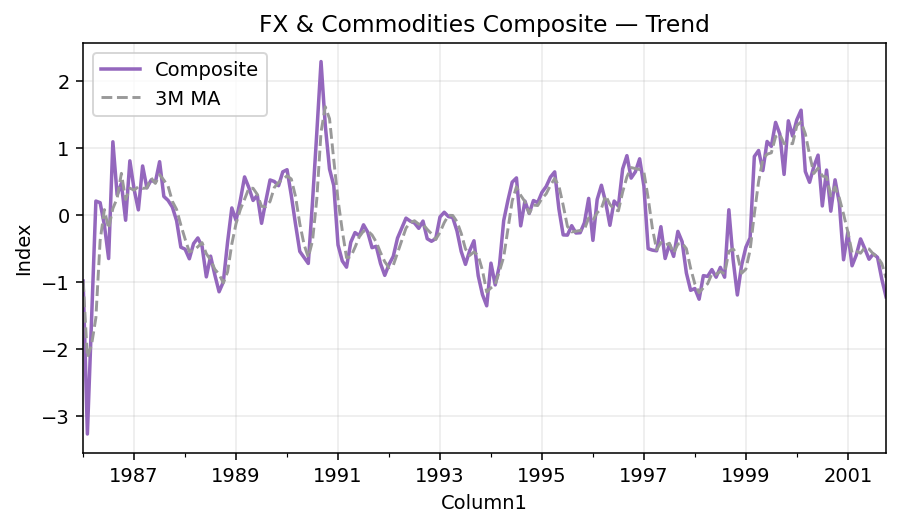 FX & Commodities Composite — Trend
Composite
3M MA
2
1
0
−1
−2
−3
Index
1987 1989 1991 1993 1995 1997 1999 2001
Column1